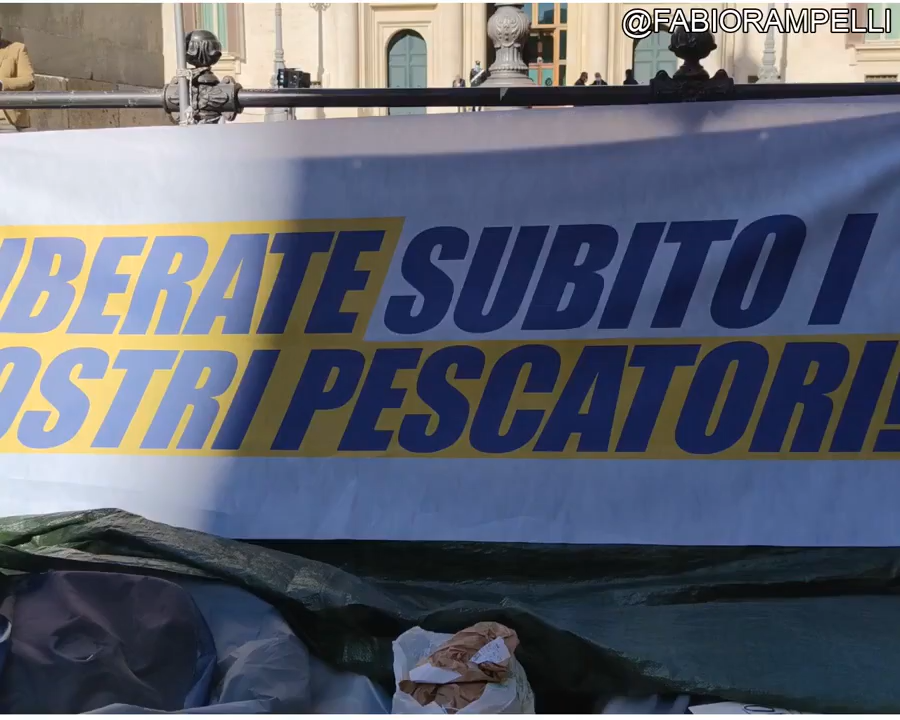 @FABIORAMPELLI
IBERATE SUBITO I
OSTRI PESCATORI!